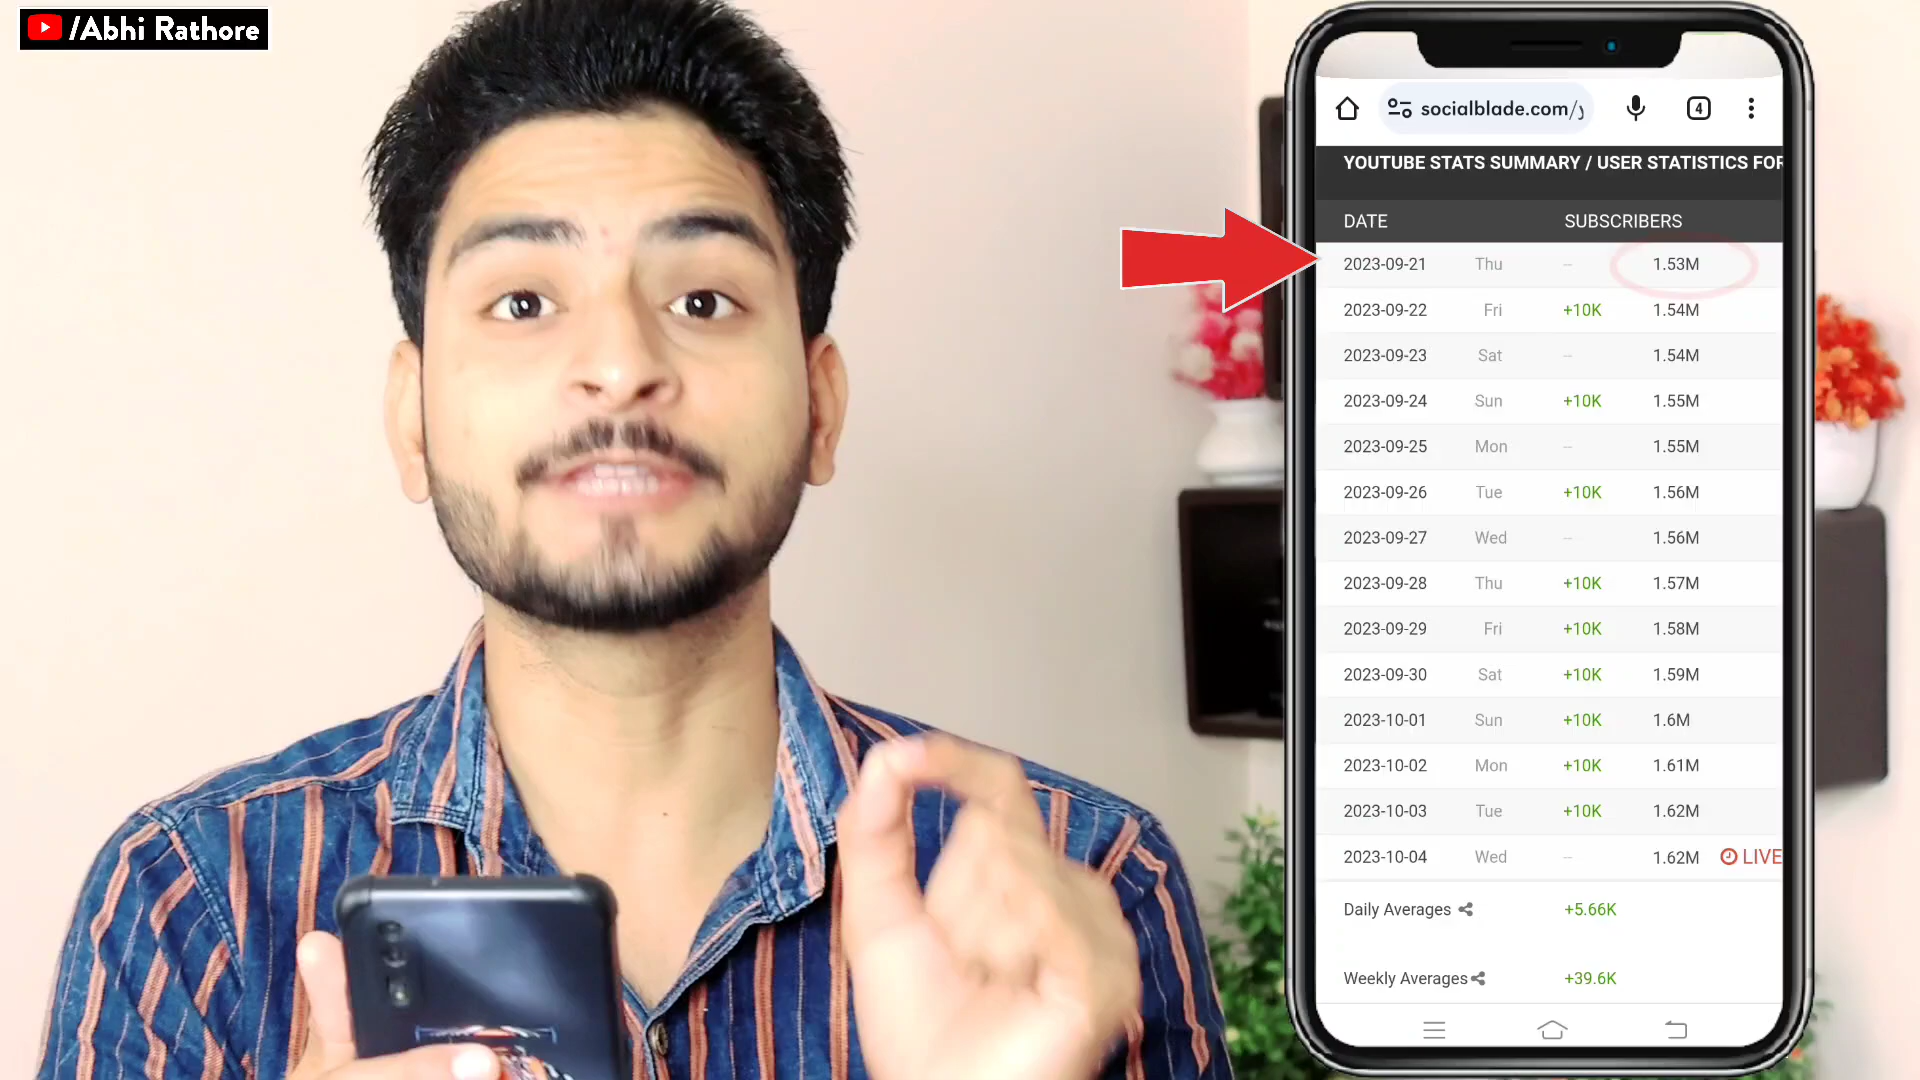 /Abhi Rathore
4
socialblade.com/y
YOUTUBE STATS SUMMARY / USER STATISTICS FOR
DATE SUBSCRIBERS
2023-09-21 Thu -- 1.53M
2023-09-22 Fri +10K 1.54M
2023-09-23 Sat -- 1.54M
2023-09-24 Sun +10K 1.55M
2023-09-25 Mon -- 1.55M
2023-09-26 Tue +10K 1.56M
2023-09-27 Wed -- 1.56M
2023-09-28 Thu +10K 1.57M
2023-09-29 Fri +10K 1.58M
2023-09-30 Sat +10K 1.59M
2023-10-01 Sun +10K 1.6M
2023-10-02 Mon +10K 1.61M
2023-10-03 Tue +10K 1.62M
2023-10-04 Wed -- 1.62M LIVE
Daily Averages +5.66K
Weekly Averages +39.6K